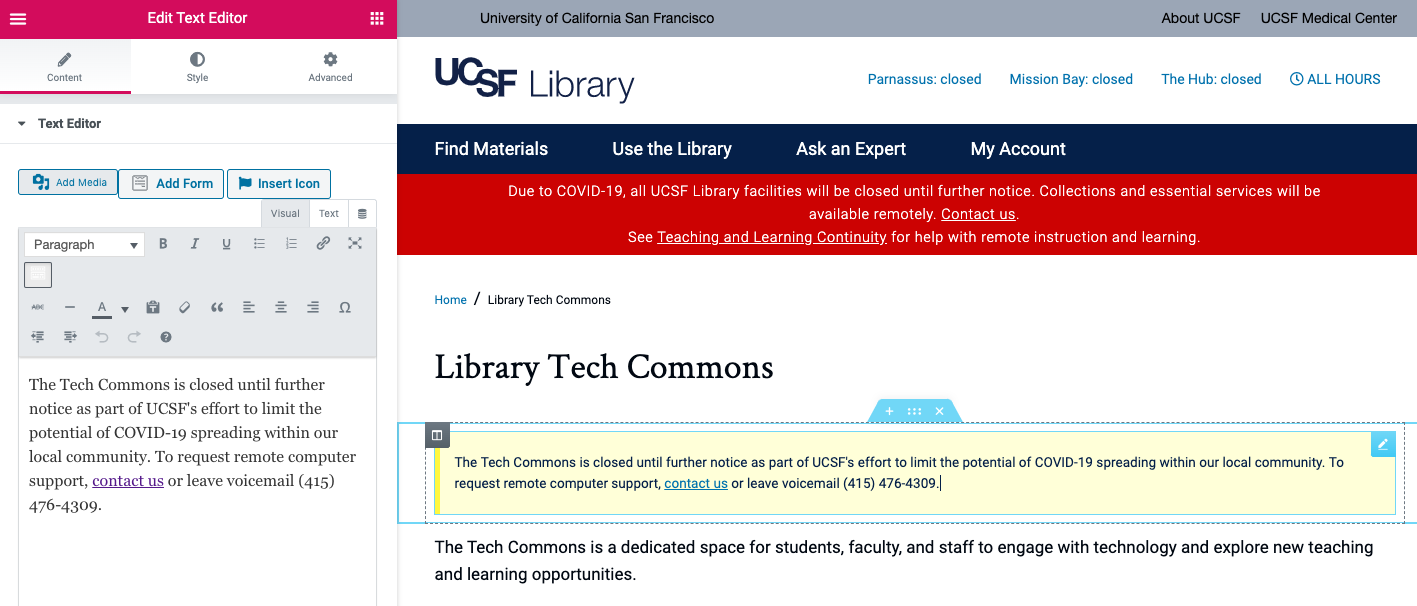 Edit Text Editor
Content
Style
Advanced
Text Editor
Add Media
Add Form
Insert Icon
Visual
Text
Paragraph
B
I
U
ABC
A
Ω
The Tech Commons is closed until further
notice as part of UCSF's effort to limit the
potential of COVID-19 spreading within our
local community. To request remote computer
support, contact us or leave voicemail (415)
476-4309.
University of California San Francisco
About UCSF
UCSF Medical Center
UCSF Library
Parnassus: closed
Mission Bay: closed
The Hub: closed
ALL HOURS
Find Materials
Use the Library
Ask an Expert
My Account
Due to COVID-19, all UCSF Library facilities will be closed until further notice. Collections and essential services will be
available remotely. Contact us.
See Teaching and Learning Continuity for help with remote instruction and learning.
Home / Library Tech Commons
Library Tech Commons
The Tech Commons is closed until further notice as part of UCSF's effort to limit the potential of COVID-19 spreading within our local community. To
request remote computer support, contact us or leave voicemail (415) 476-4309.
The Tech Commons is a dedicated space for students, faculty, and staff to engage with technology and explore new teaching
and learning opportunities.